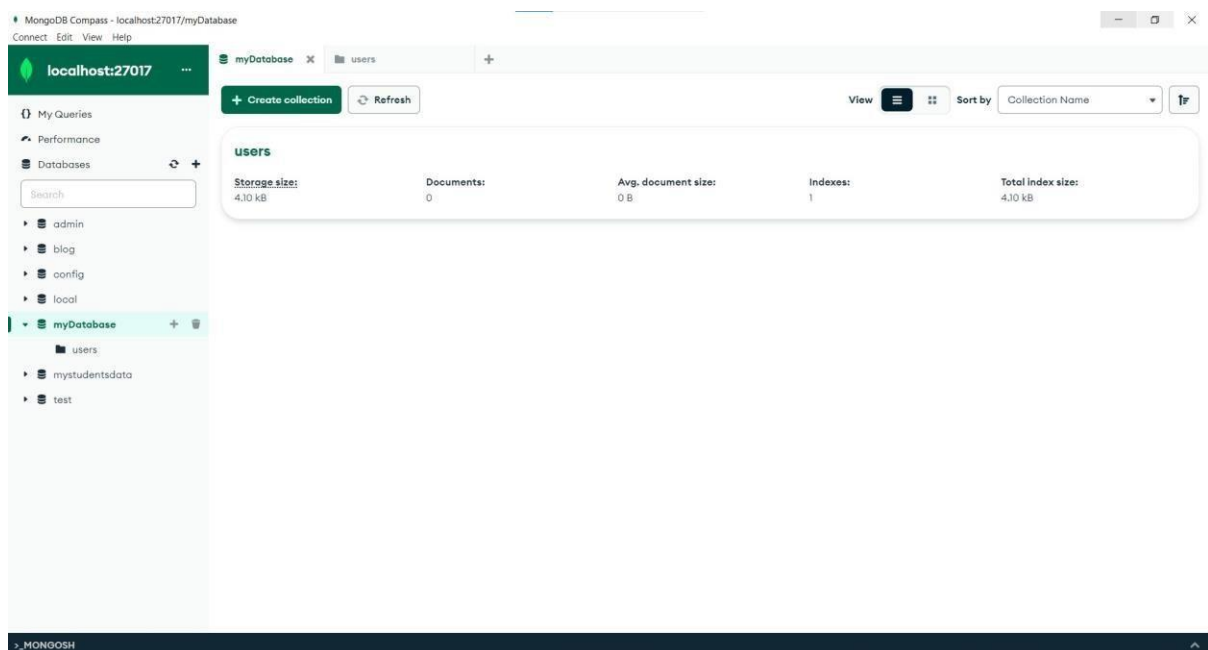 MongoDB Compass - localhost:27017/myDatabase
Connect Edit View Help
localhost:27017 ...
{} My Queries
Performance
Databases
Search
admin
blog
config
local
myDatabase
users
mystudentsdata
test
myDatabase users
Create collection Refresh View Sort by Collection Name
users
Storage size: Documents: Avg. document size: Indexes: Total index size:
4.10 kB 0 0 B 1 4.10 kB
>_MONGOSH